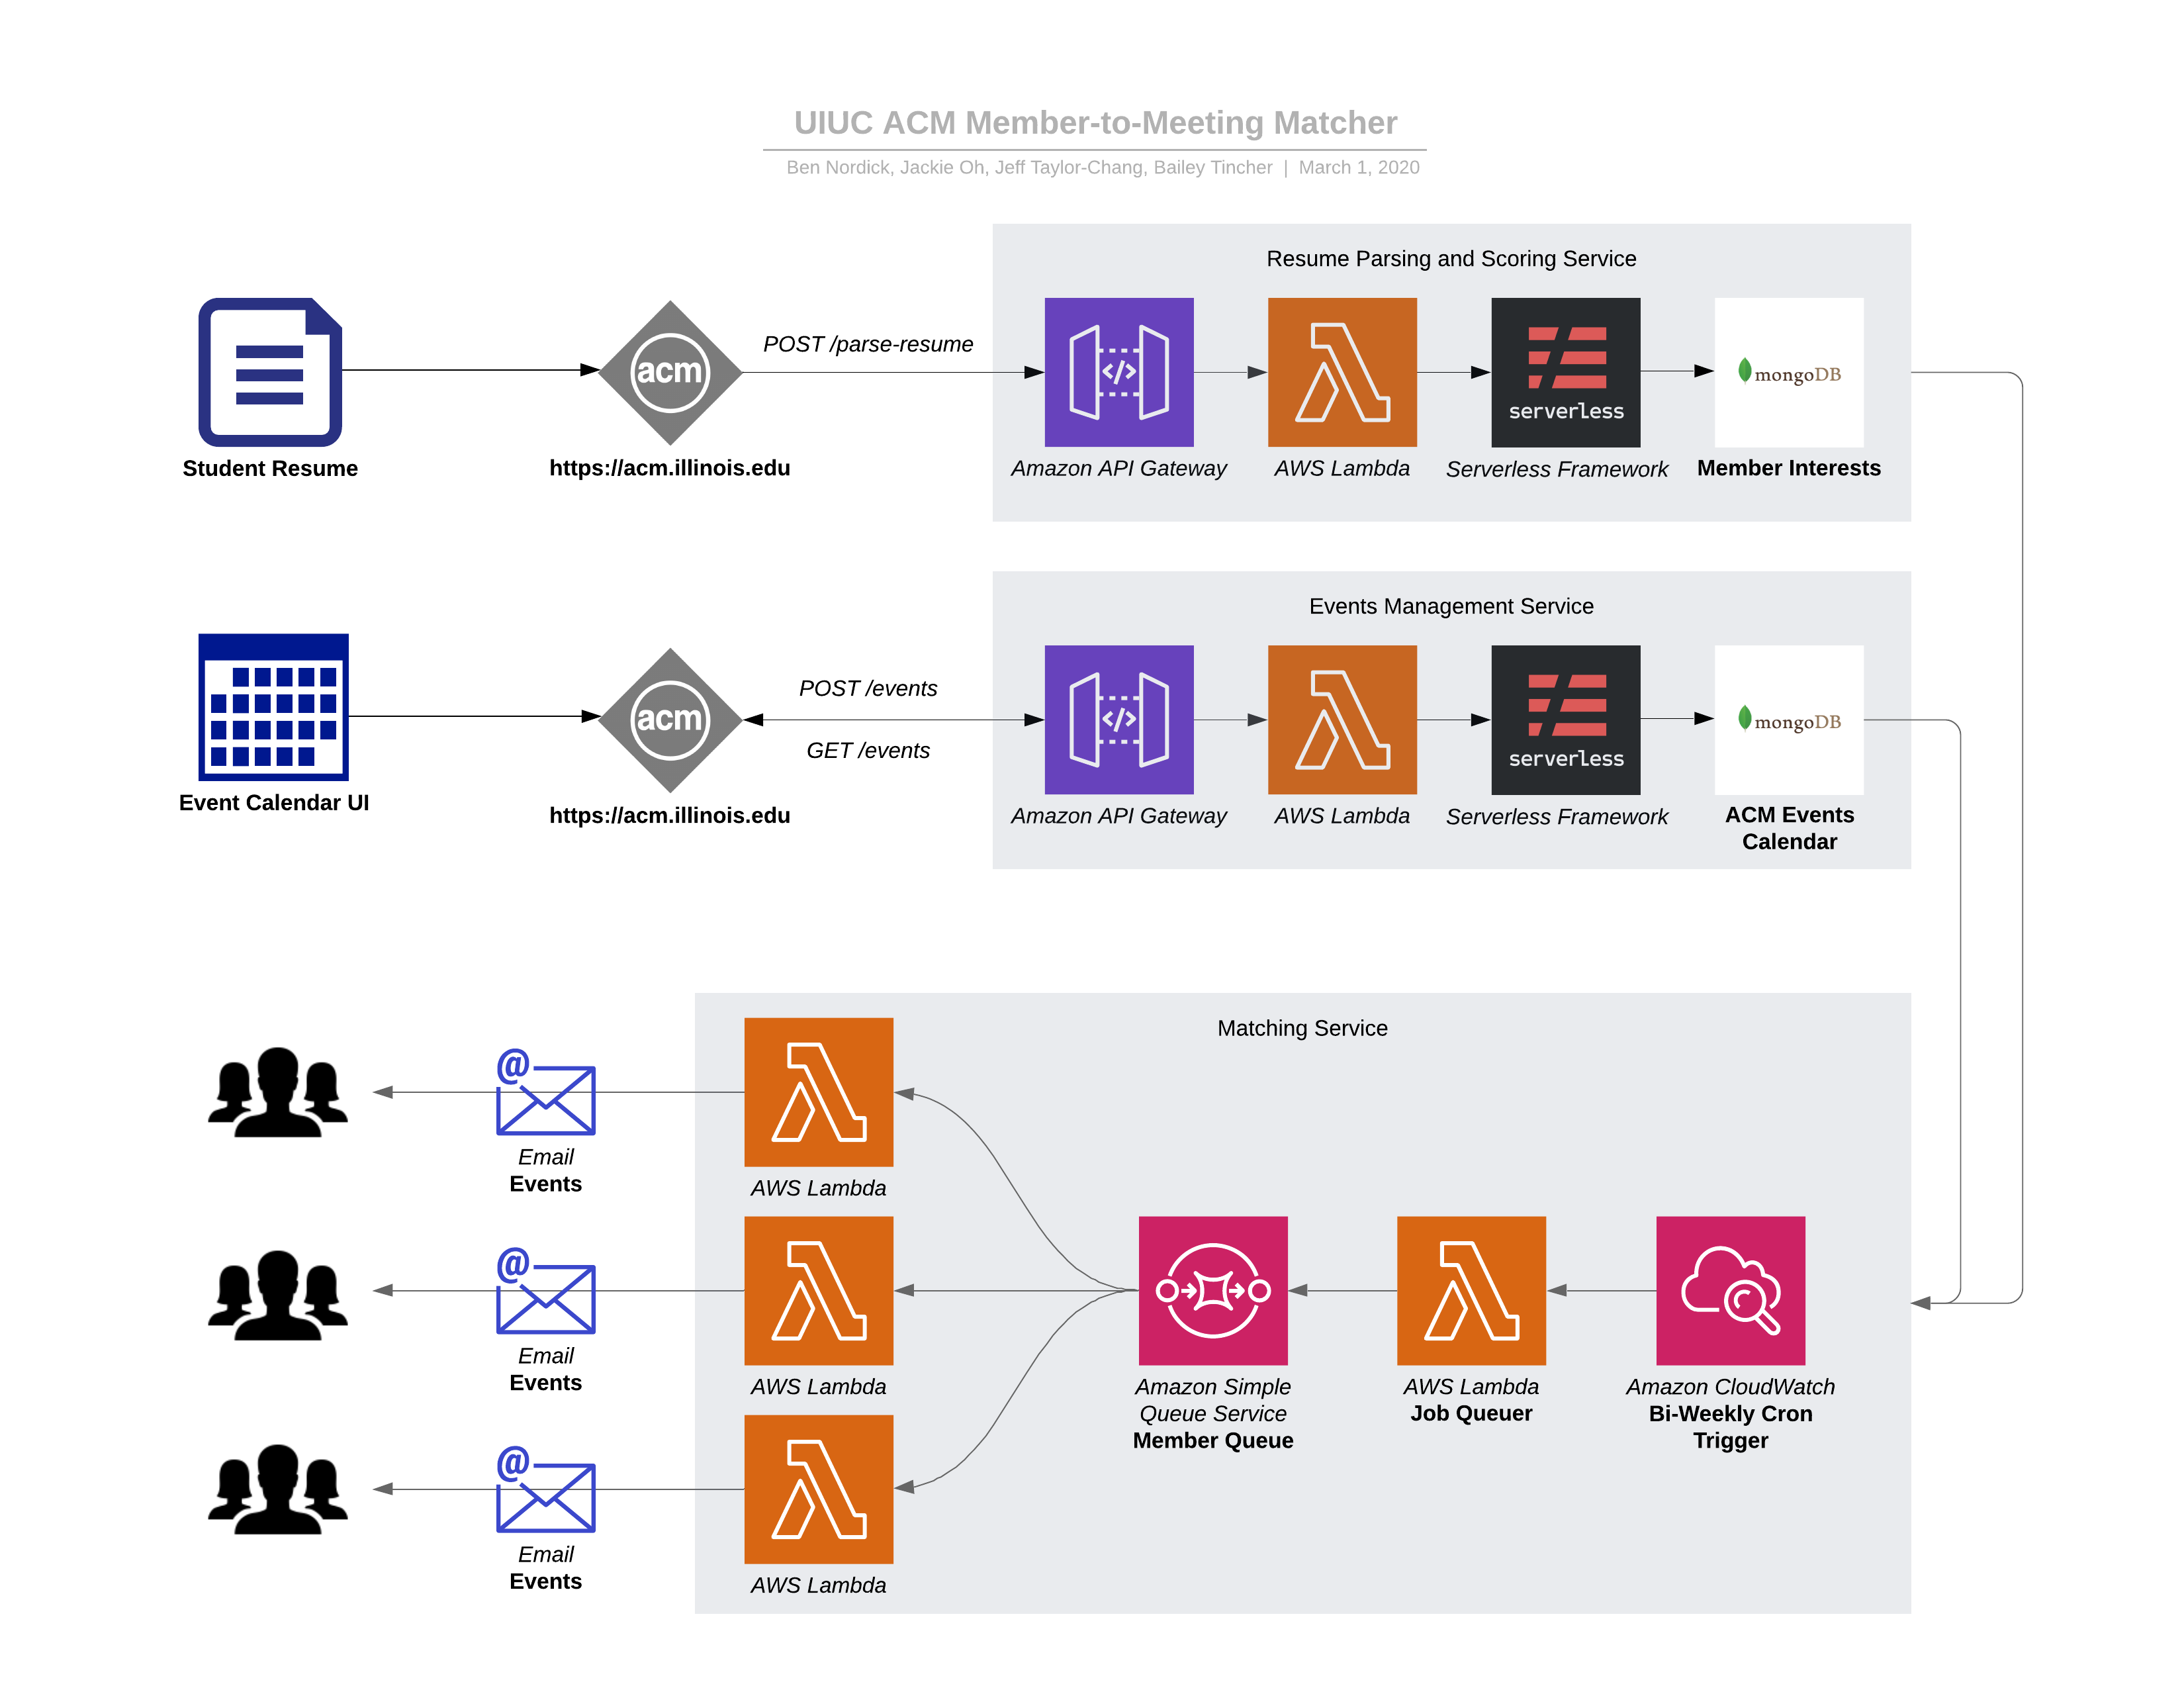 UIUC ACM Member-to-Meeting Matcher
Ben Nordick, Jackie Oh, Jeff Taylor-Chang, Bailey Tincher | March 1, 2020
Resume Parsing and Scoring Service
acm
POST /parse-resume
serverless
mongoDB
Student Resume
https://acm.illinois.edu
Amazon API Gateway
AWS Lambda
Serverless Framework
Member Interests
Events Management Service
acm
POST /events
GET /events
serverless
mongoDB
Event Calendar UI
https://acm.illinois.edu
Amazon API Gateway
AWS Lambda
Serverless Framework
ACM Events
Calendar
Matching Service
@
Email
Events
AWS Lambda
@
Email
Events
AWS Lambda
Amazon Simple
Queue Service
Member Queue
AWS Lambda
Job Queuer
Amazon CloudWatch
Bi-Weekly Cron
Trigger
@
Email
Events
AWS Lambda